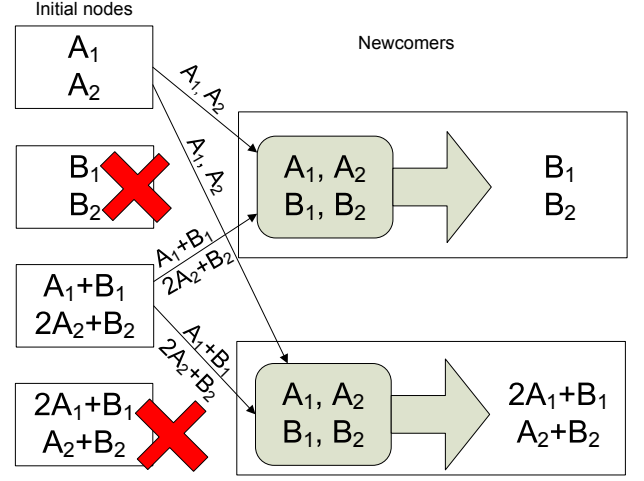 Initial nodes
Newcomers
A₁
A₂
B₁
B₂
A₁+B₁
2A₂+B₂
2A₁+B₁
A₂+B₂
A₁, A₂
A₁, A₂
A₁+B₁
2A₂+B₂
A₁+B₁
2A₂+B₂
A₁, A₂
B₁, B₂
B₁
B₂
A₁, A₂
B₁, B₂
2A₁+B₁
A₂+B₂